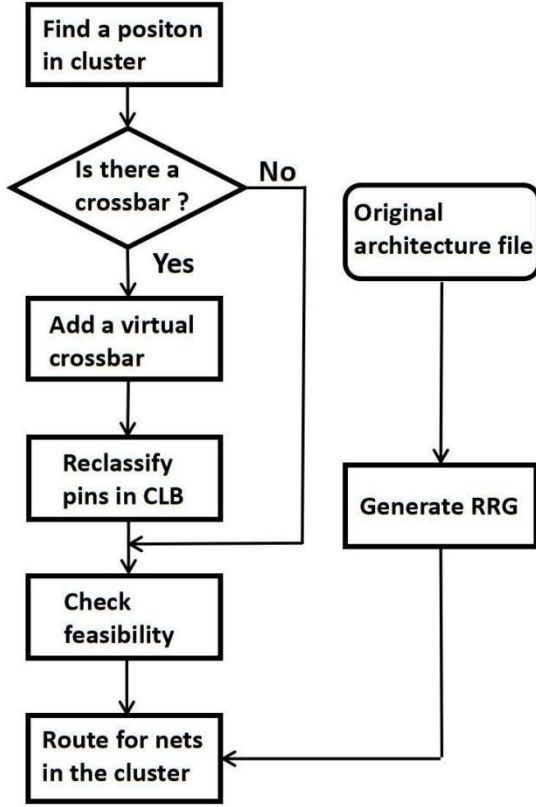 Find a positon
in cluster
Is there a
crossbar ?
No
Yes
Add a virtual
crossbar
Reclassify
pins in CLB
Check
feasibility
Route for nets
in the cluster
Original
architecture file
Generate RRG